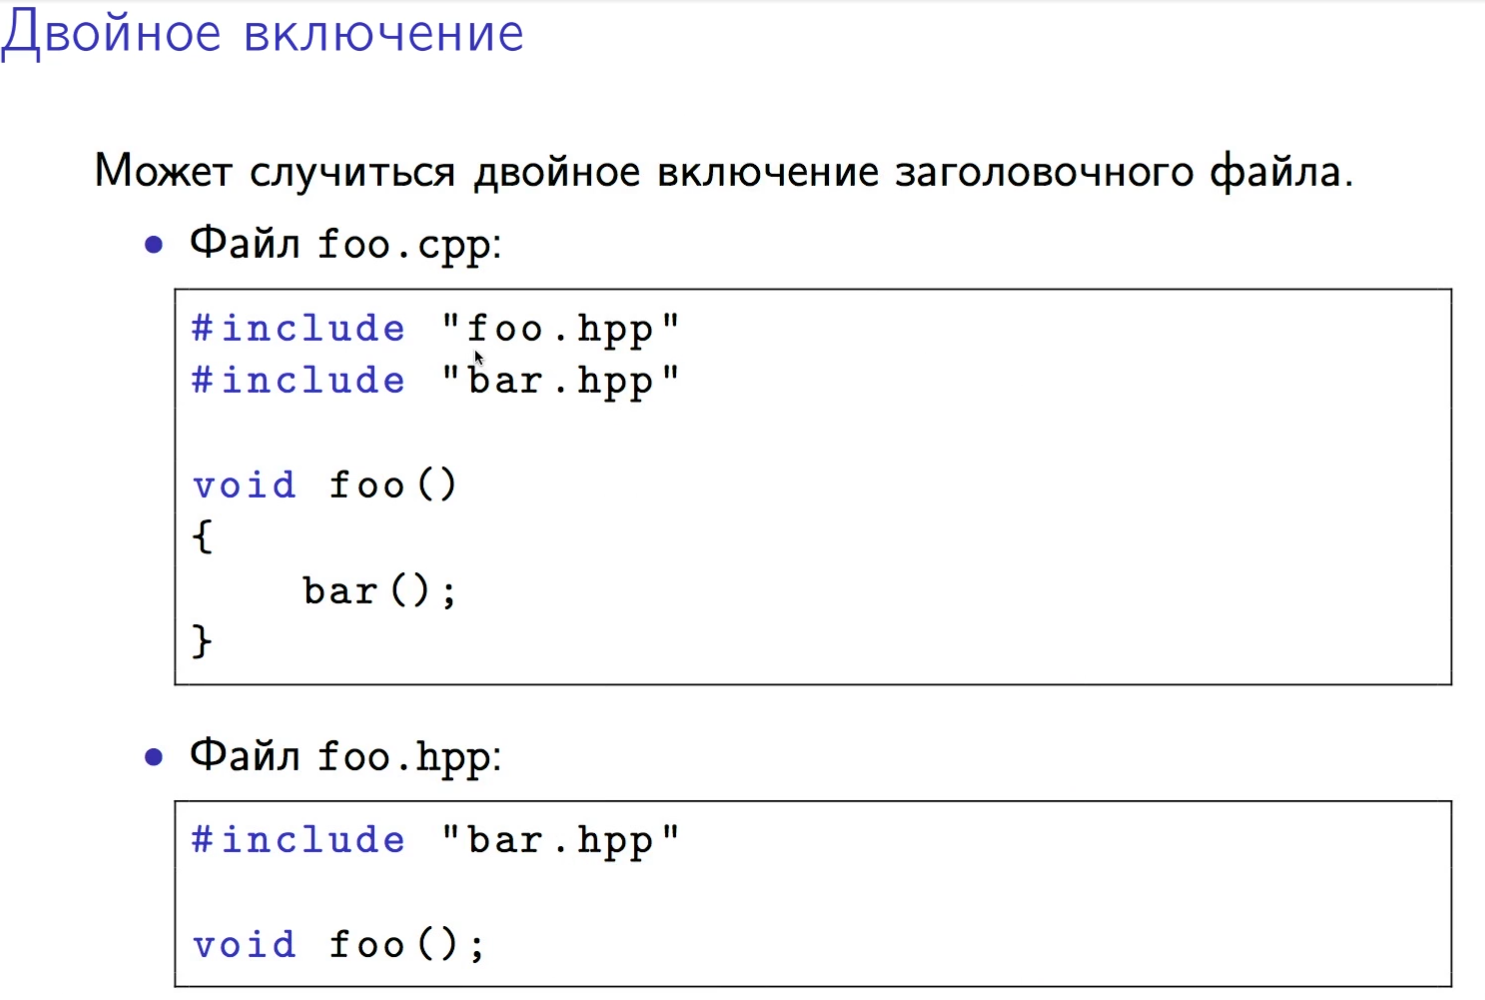 Двойное включение
Может случиться двойное включение заголовочного файла.
• Файл foo.cpp:
#include "foo.hpp"
#include "bar.hpp"
void foo()
{
    bar();
}
• Файл foo.hpp:
#include "bar.hpp"
void foo();